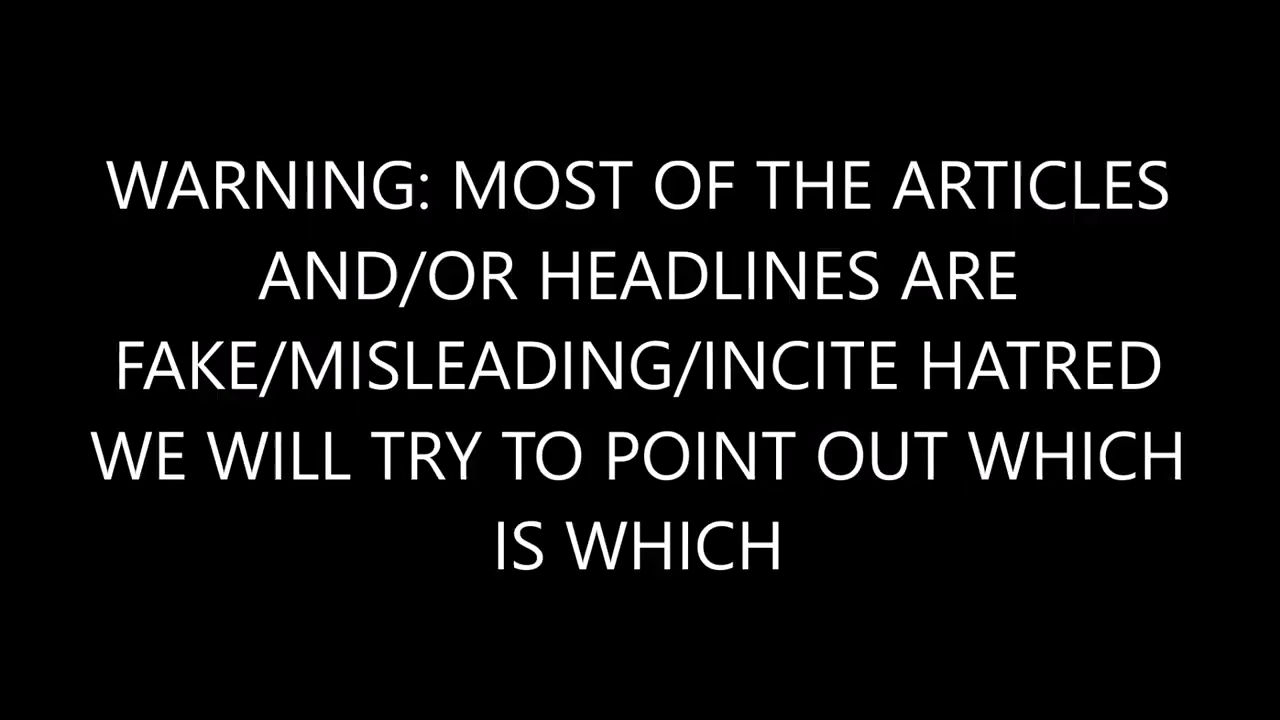 WARNING: MOST OF THE ARTICLES
AND/OR HEADLINES ARE
FAKE/MISLEADING/INCITE HATRED
WE WILL TRY TO POINT OUT WHICH
IS WHICH